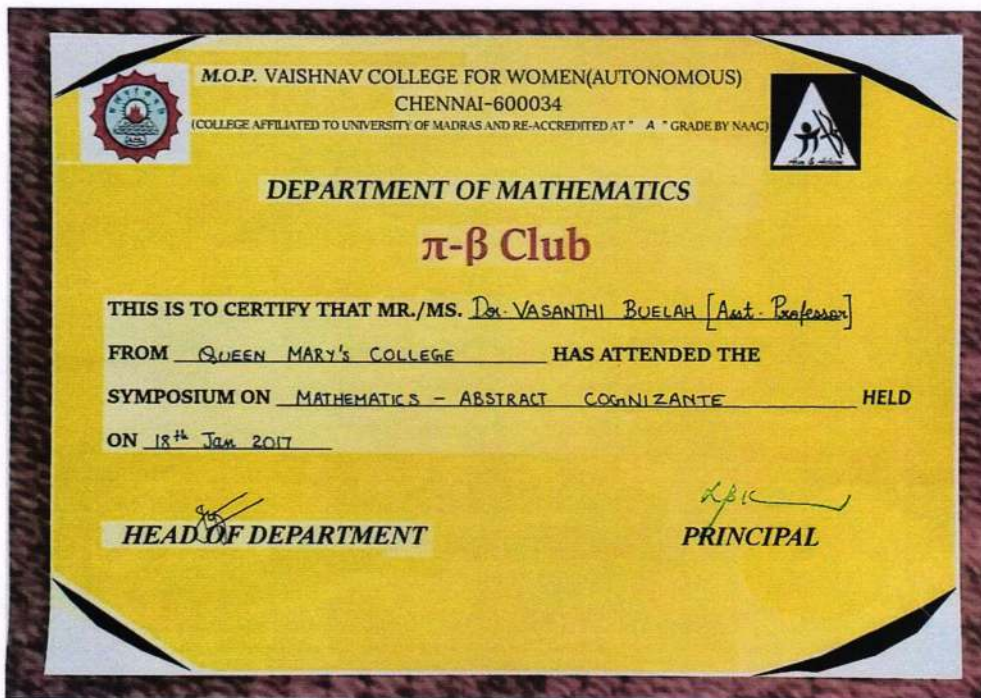 M.O.P. VAISHNAV COLLEGE FOR WOMEN(AUTONOMOUS)
CHENNAI-600034
(COLLEGE AFFILIATED TO UNIVERSITY OF MADRAS AND RE-ACCREDITED AT " A " GRADE BY NAAC)
DEPARTMENT OF MATHEMATICS
π-β Club
THIS IS TO CERTIFY THAT MR./MS. Dr. VASANTHI BUELAH [Asst. Professor]
FROM QUEEN MARY'S COLLEGE HAS ATTENDED THE
SYMPOSIUM ON MATHEMATICS - ABSTRACT COGNIZANTE HELD
ON 18th Jan 2017
HEAD OF DEPARTMENT PRINCIPAL